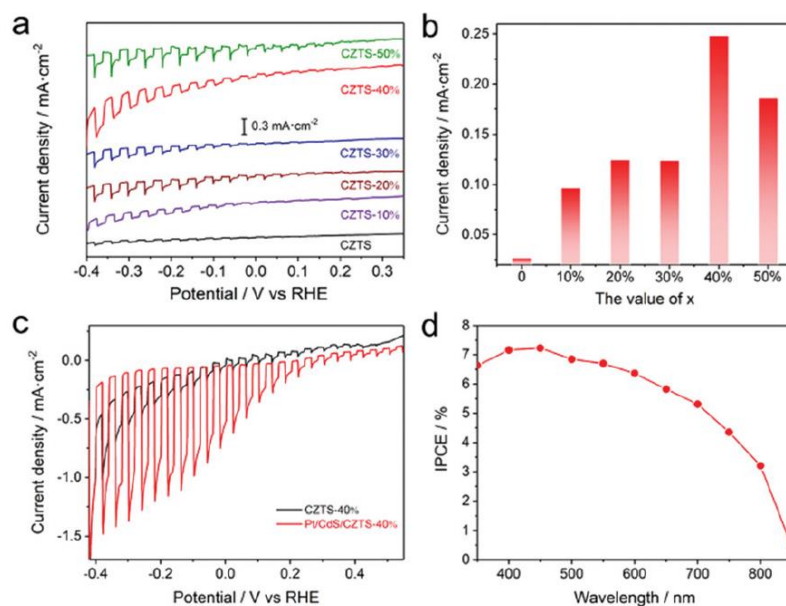 a
CZTS-50%
CZTS-40%
0.3 mA·cm⁻²
CZTS-30%
CZTS-20%
CZTS-10%
CZTS
Current density / mA·cm⁻²
-0.4 -0.3 -0.2 -0.1 0.0 0.1 0.2 0.3
Potential / V vs RHE
b
Current density / mA·cm⁻²
0.25
0.20
0.15
0.10
0.05
0 10% 20% 30% 40% 50%
The value of x
c
Current density / mA·cm⁻²
0.0
-0.5
-1.0
-1.5
CZTS-40%
Pt/CdS/CZTS-40%
-0.4 -0.2 0.0 0.2 0.4
Potential / V vs RHE
d
IPCE / %
8
7
6
5
4
3
2
1
0
400 500 600 700 800
Wavelength / nm